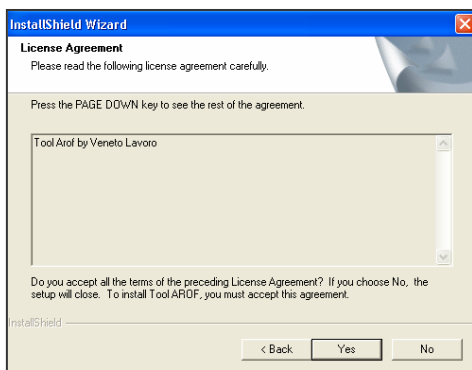 InstallShield Wizard
License Agreement
Please read the following license agreement carefully.
Press the PAGE DOWN key to see the rest of the agreement.
Tool Arof by Veneto Lavoro
Do you accept all the terms of the preceding License Agreement? If you choose No, the
setup will close. To install Tool AROF, you must accept this agreement.
InstallShield
< Back Yes No